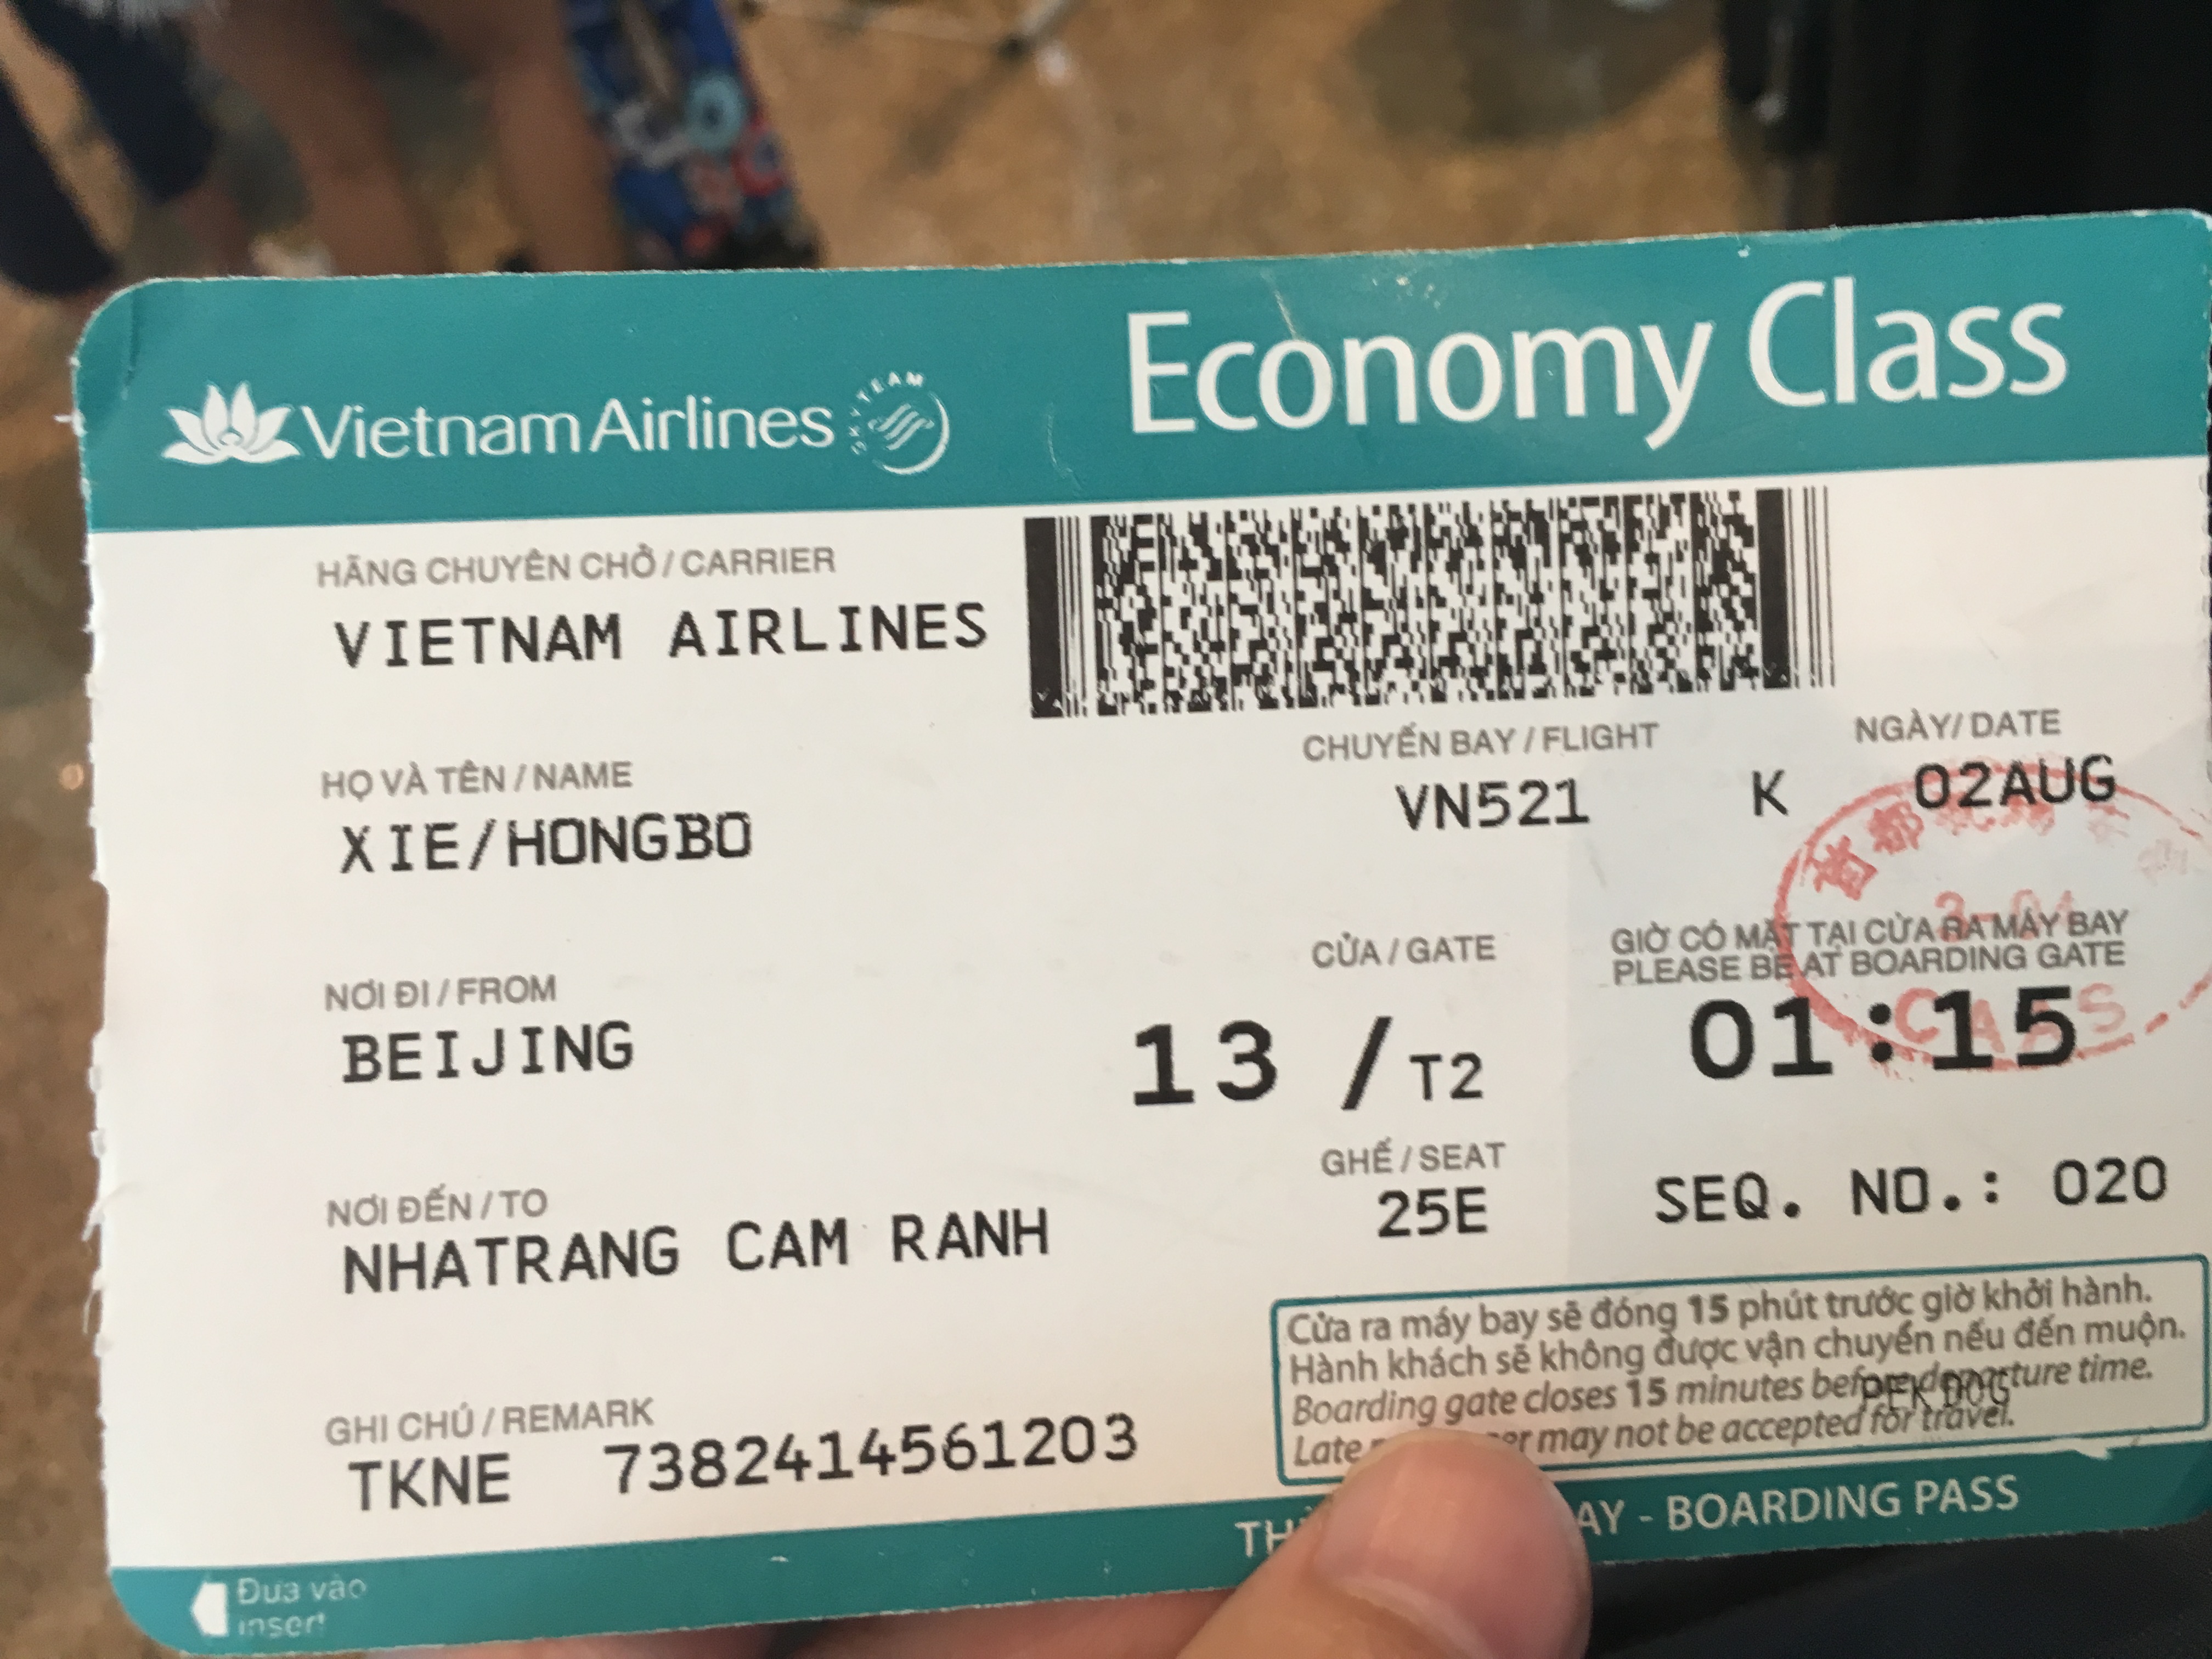 Vietnam Airlines SKYTEAM
Economy Class
HÃNG CHUYÊN CHỞ / CARRIER
VIETNAM AIRLINES
HỌ VÀ TÊN / NAME
XIE/HONGBO
CHUYẾN BAY / FLIGHT
VN521 K
NGÀY/ DATE
02AUG
首都
NƠI ĐI / FROM
BEIJING
CỬA / GATE
13 / T2
GIỜ CÓ MẶT TẠI CỬA RA MÁY BAY
PLEASE BE AT BOARDING GATE
01:15
NƠI ĐẾN / TO
NHATRANG CAM RANH
GHẾ / SEAT
25E
SEQ. NO.: 020
GHI CHÚ / REMARK
TKNE 7382414561203
Cửa ra máy bay sẽ đóng 15 phút trước giờ khởi hành.
Hành khách sẽ không được vận chuyển nếu đến muộn.
Boarding gate closes 15 minutes before departure time.
Late may not be accepted for travel.
- BOARDING PASS
Đưa vào
insert